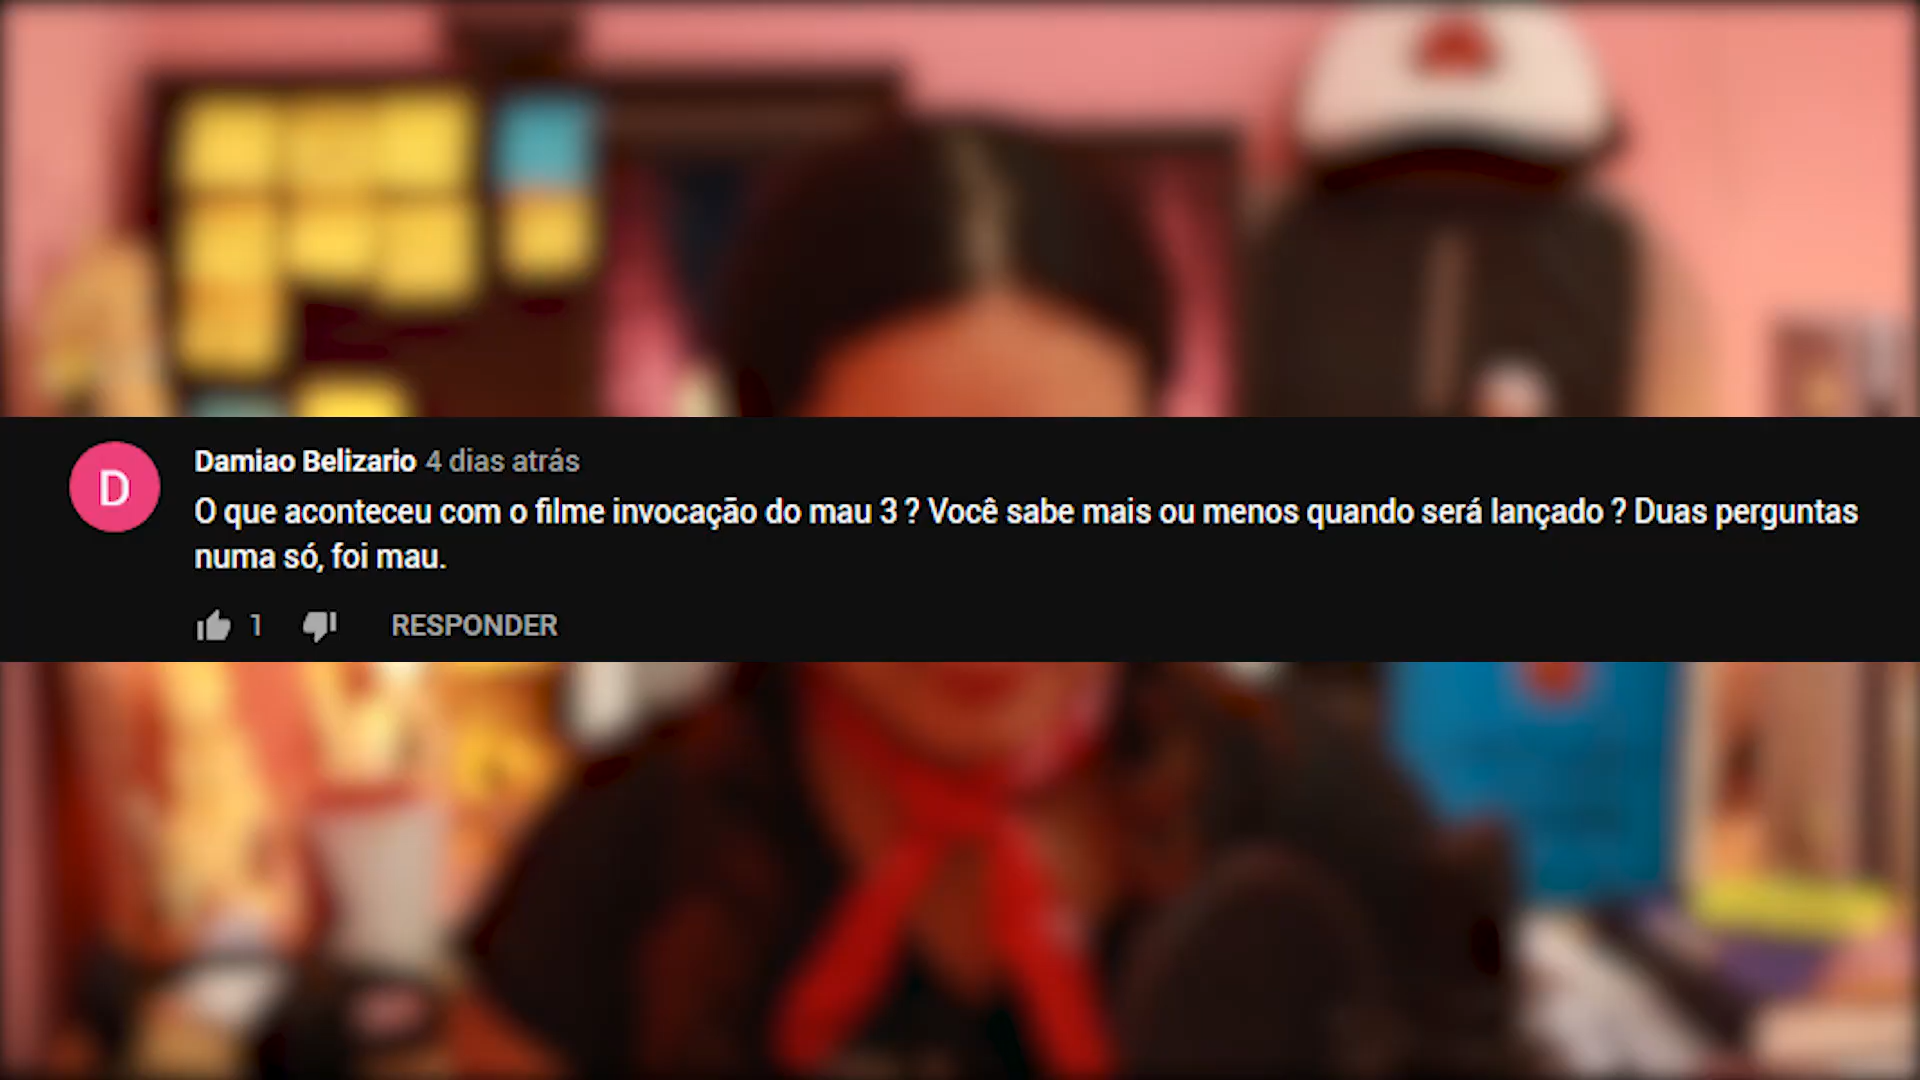 D
Damiao Belizario 4 dias atrás
O que aconteceu com o filme invocação do mau 3 ? Você sabe mais ou menos quando será lançado ? Duas perguntas
numa só, foi mau.
1 RESPONDER